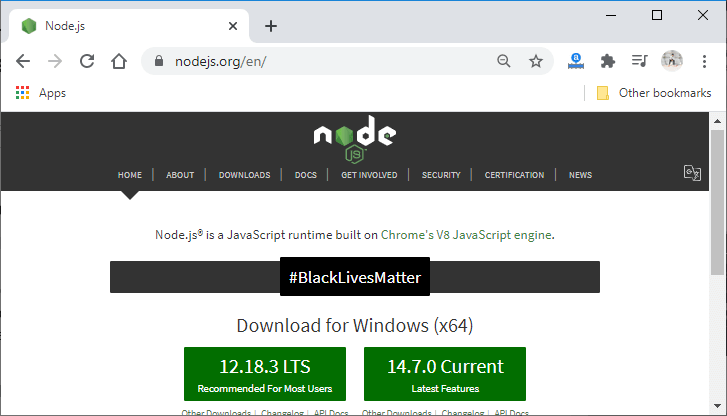 Node.js
nodejs.org/en/
Apps
Other bookmarks
node
JS
HOME | ABOUT | DOWNLOADS | DOCS | GET INVOLVED | SECURITY | CERTIFICATION | NEWS
Node.js® is a JavaScript runtime built on Chrome's V8 JavaScript engine.
#BlackLivesMatter
Download for Windows (x64)
12.18.3 LTS
Recommended For Most Users
14.7.0 Current
Latest Features
Other Downloads | Changelog | API Docs
Other Downloads | Changelog | API Docs